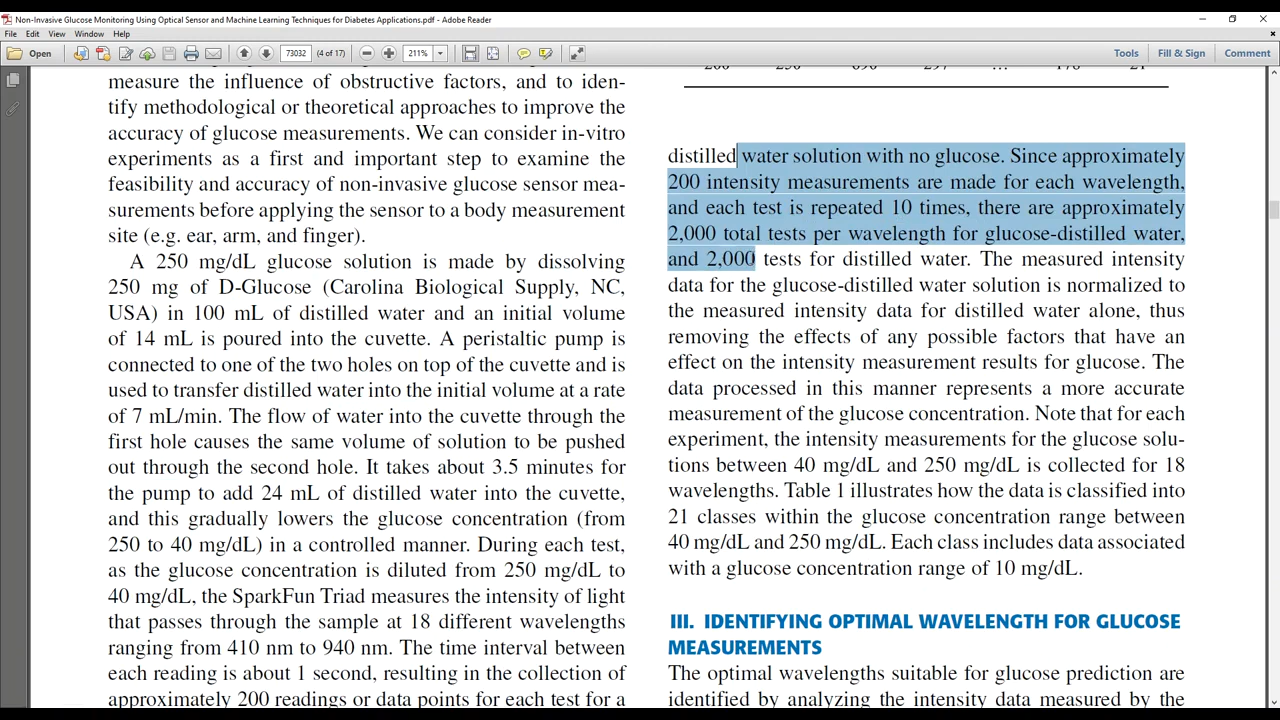 Non-Invasive Glucose Monitoring Using Optical Sensor and Machine Learning Techniques for Diabetes Applications.pdf - Adobe Reader
File Edit View Window Help
Open 73032 (4 of 17) 211% Tools Fill & Sign Comment
measure the influence of obstructive factors, and to iden-
tify methodological or theoretical approaches to improve the
accuracy of glucose measurements. We can consider in-vitro
experiments as a first and important step to examine the
feasibility and accuracy of non-invasive glucose sensor mea-
surements before applying the sensor to a body measurement
site (e.g. ear, arm, and finger).
A 250 mg/dL glucose solution is made by dissolving
250 mg of D-Glucose (Carolina Biological Supply, NC,
USA) in 100 mL of distilled water and an initial volume
of 14 mL is poured into the cuvette. A peristaltic pump is
connected to one of the two holes on top of the cuvette and is
used to transfer distilled water into the initial volume at a rate
of 7 mL/min. The flow of water into the cuvette through the
first hole causes the same volume of solution to be pushed
out through the second hole. It takes about 3.5 minutes for
the pump to add 24 mL of distilled water into the cuvette,
and this gradually lowers the glucose concentration (from
250 to 40 mg/dL) in a controlled manner. During each test,
as the glucose concentration is diluted from 250 mg/dL to
40 mg/dL, the SparkFun Triad measures the intensity of light
that passes through the sample at 18 different wavelengths
ranging from 410 nm to 940 nm. The time interval between
each reading is about 1 second, resulting in the collection of
approximately 200 readings or data points for each test for a
distilled water solution with no glucose. Since approximately
200 intensity measurements are made for each wavelength,
and each test is repeated 10 times, there are approximately
2,000 total tests per wavelength for glucose-distilled water,
and 2,000 tests for distilled water. The measured intensity
data for the glucose-distilled water solution is normalized to
the measured intensity data for distilled water alone, thus
removing the effects of any possible factors that have an
effect on the intensity measurement results for glucose. The
data processed in this manner represents a more accurate
measurement of the glucose concentration. Note that for each
experiment, the intensity measurements for the glucose solu-
tions between 40 mg/dL and 250 mg/dL is collected for 18
wavelengths. Table 1 illustrates how the data is classified into
21 classes within the glucose concentration range between
40 mg/dL and 250 mg/dL. Each class includes data associated
with a glucose concentration range of 10 mg/dL.
III. IDENTIFYING OPTIMAL WAVELENGTH FOR GLUCOSE
MEASUREMENTS
The optimal wavelengths suitable for glucose prediction are
identified by analyzing the intensity data measured by the